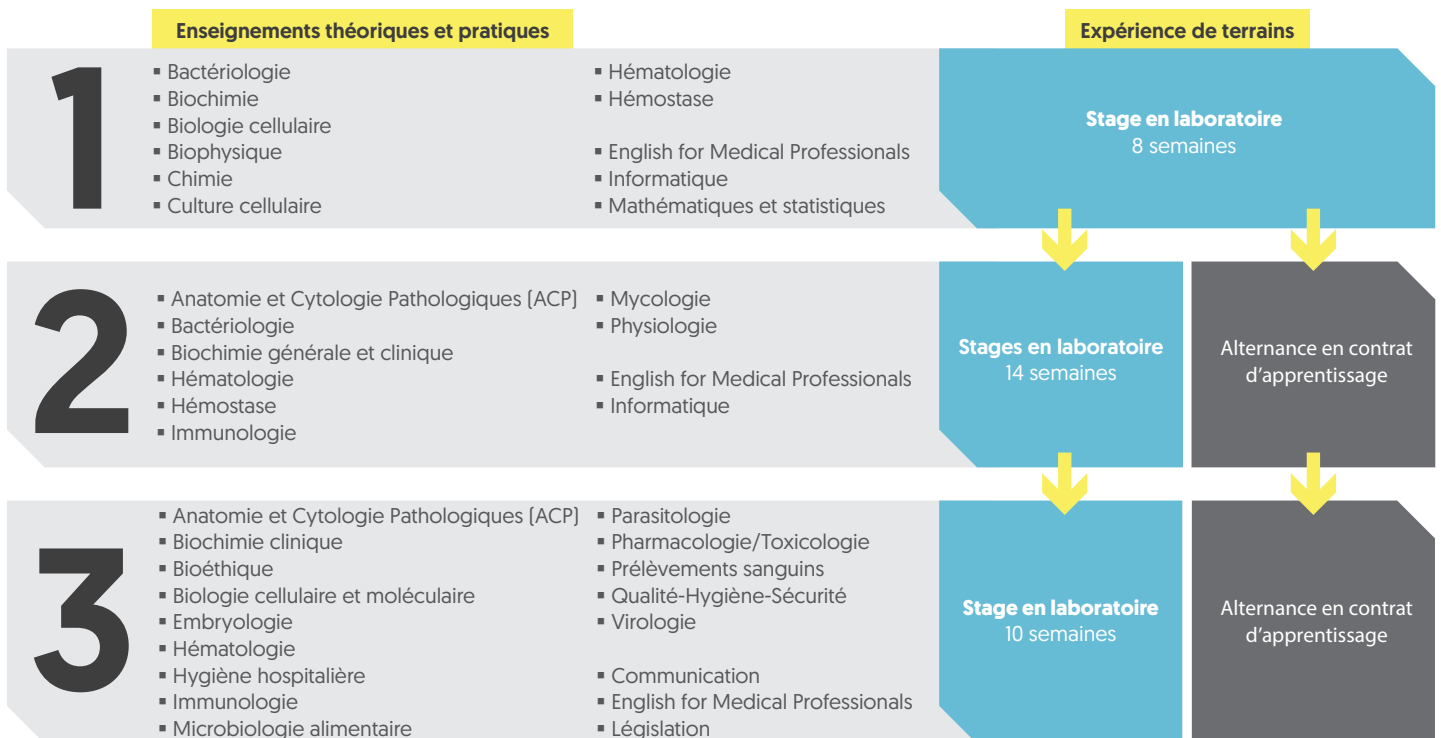 Enseignements théoriques et pratiques
Expérience de terrains
1
▪ Bactériologie
▪ Biochimie
▪ Biologie cellulaire
▪ Biophysique
▪ Chimie
▪ Culture cellulaire
▪ Hématologie
▪ Hémostase
▪ English for Medical Professionals
▪ Informatique
▪ Mathématiques et statistiques
Stage en laboratoire
8 semaines
2
▪ Anatomie et Cytologie Pathologiques (ACP)
▪ Bactériologie
▪ Biochimie générale et clinique
▪ Hématologie
▪ Hémostase
▪ Immunologie
▪ Mycologie
▪ Physiologie
▪ English for Medical Professionals
▪ Informatique
Stages en laboratoire
14 semaines
Alternance en contrat
d'apprentissage
3
▪ Anatomie et Cytologie Pathologiques (ACP)
▪ Biochimie clinique
▪ Bioéthique
▪ Biologie cellulaire et moléculaire
▪ Embryologie
▪ Hématologie
▪ Hygiène hospitalière
▪ Immunologie
▪ Microbiologie alimentaire
▪ Parasitologie
▪ Pharmacologie/Toxicologie
▪ Prélèvements sanguins
▪ Qualité-Hygiène-Sécurité
▪ Virologie
▪ Communication
▪ English for Medical Professionals
▪ Législation
Stage en laboratoire
10 semaines
Alternance en contrat
d'apprentissage